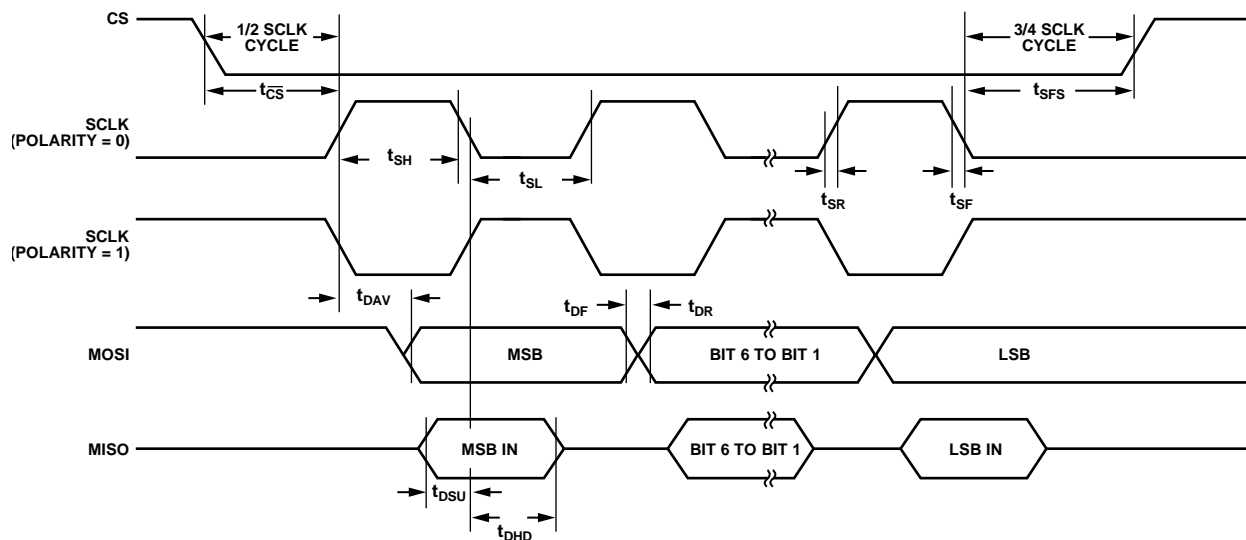 CS
1/2 SCLK
CYCLE
3/4 SCLK
CYCLE
tCS
tSFS
SCLK
(POLARITY = 0)
tSH
tSL
tSR
tSF
SCLK
(POLARITY = 1)
tDAV
tDF
tDR
MOSI
MSB
BIT 6 TO BIT 1
LSB
MISO
MSB IN
BIT 6 TO BIT 1
LSB IN
tDSU
tDHD